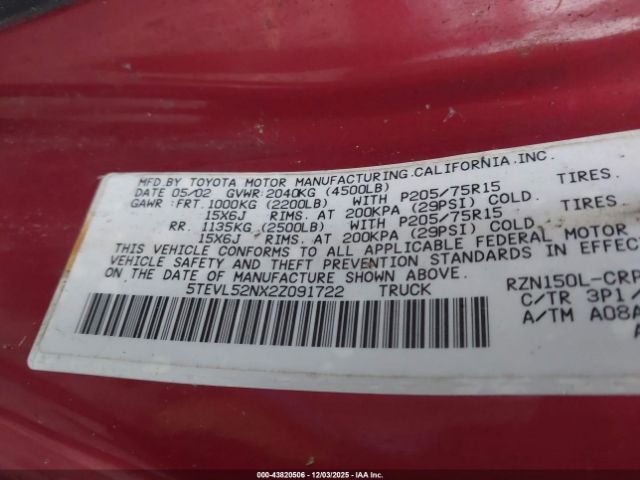 MFD.BY TOYOTA MOTOR MANUFACTURING.CALIFORNIA.INC.
DATE 05/02 GVWR:2040KG (4500LB)
GAWR :FRT.1000KG (2200LB) WITH P205/75R15 TIRES.
15X6J RIMS. AT 200KPA (29PSI) COLD.
RR. 1135KG (2500LB) WITH P205/75R15 TIRES.
15X6J RIMS. AT 200KPA (29PSI) COLD.
THIS VEHICLE CONFORMS TO ALL APPLICABLE FEDERAL MOTOR
VEHICLE SAFETY AND THEFT PREVENTION STANDARDS IN EFFEC
ON THE DATE OF MANUFACTURE SHOWN ABOVE.
5TEVL52NX2Z091722 TRUCK
RZN150L-CRP
C/TR 3P1/
A/TM A08A
000-43820506 - 12/03/2025 - IAAI.COM